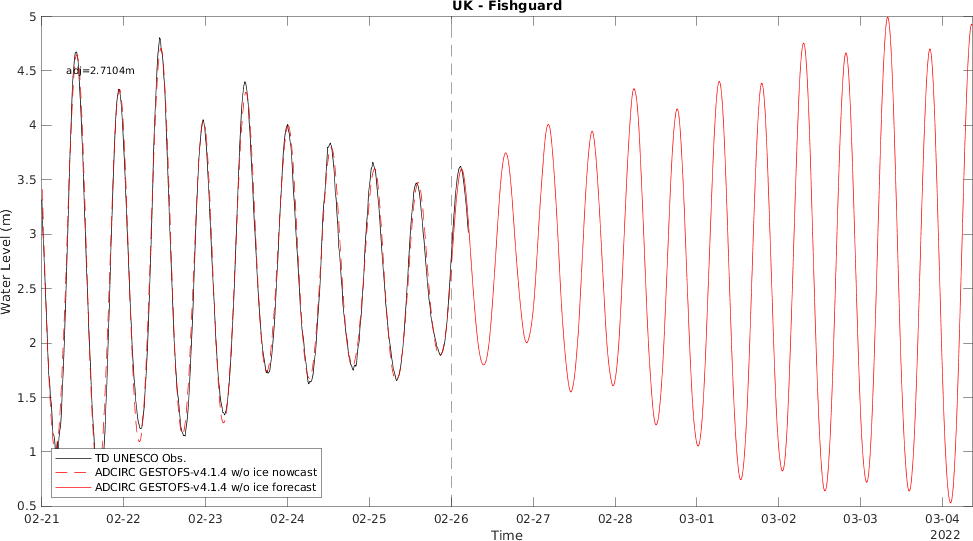 UK - Fishguard
5
4.5
4
3.5
3
2.5
2
1.5
1
0.5
Water Level (m)
adj=2.7104m
TD UNESCO Obs.
ADCIRC GESTOFS-v4.1.4 w/o ice nowcast
ADCIRC GESTOFS-v4.1.4 w/o ice forecast
02-21 02-22 02-23 02-24 02-25 02-26 02-27 02-28 03-01 03-02 03-03 03-04
Time
2022